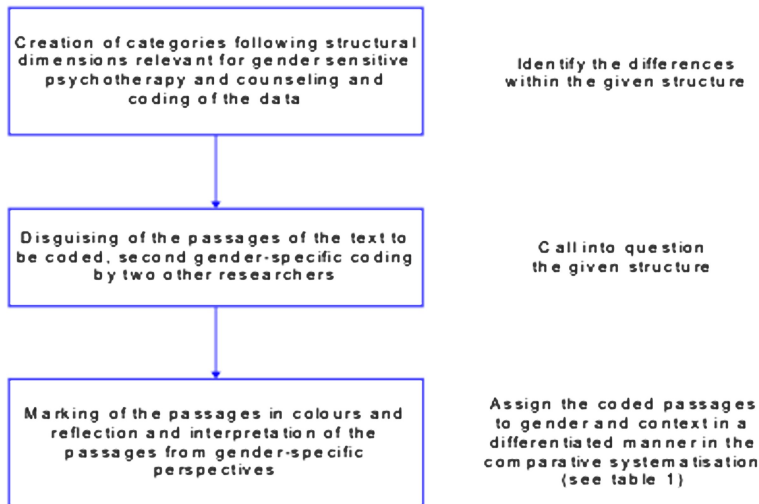 Creation of categories following structural
dimensions relevant for gender sensitive
psychotherapy and counseling and
coding of the data
Identify the differences
within the given structure
Disguising of the passages of the text to
be coded, second gender-specific coding
by two other researchers
Call into question
the given structure
Marking of the passages in colours and
reflection and interpretation of the
passages from gender-specific
perspectives
Assign the coded passages
to gender and context in a
differentiated manner in the
comparative systematisation
(see table 1)